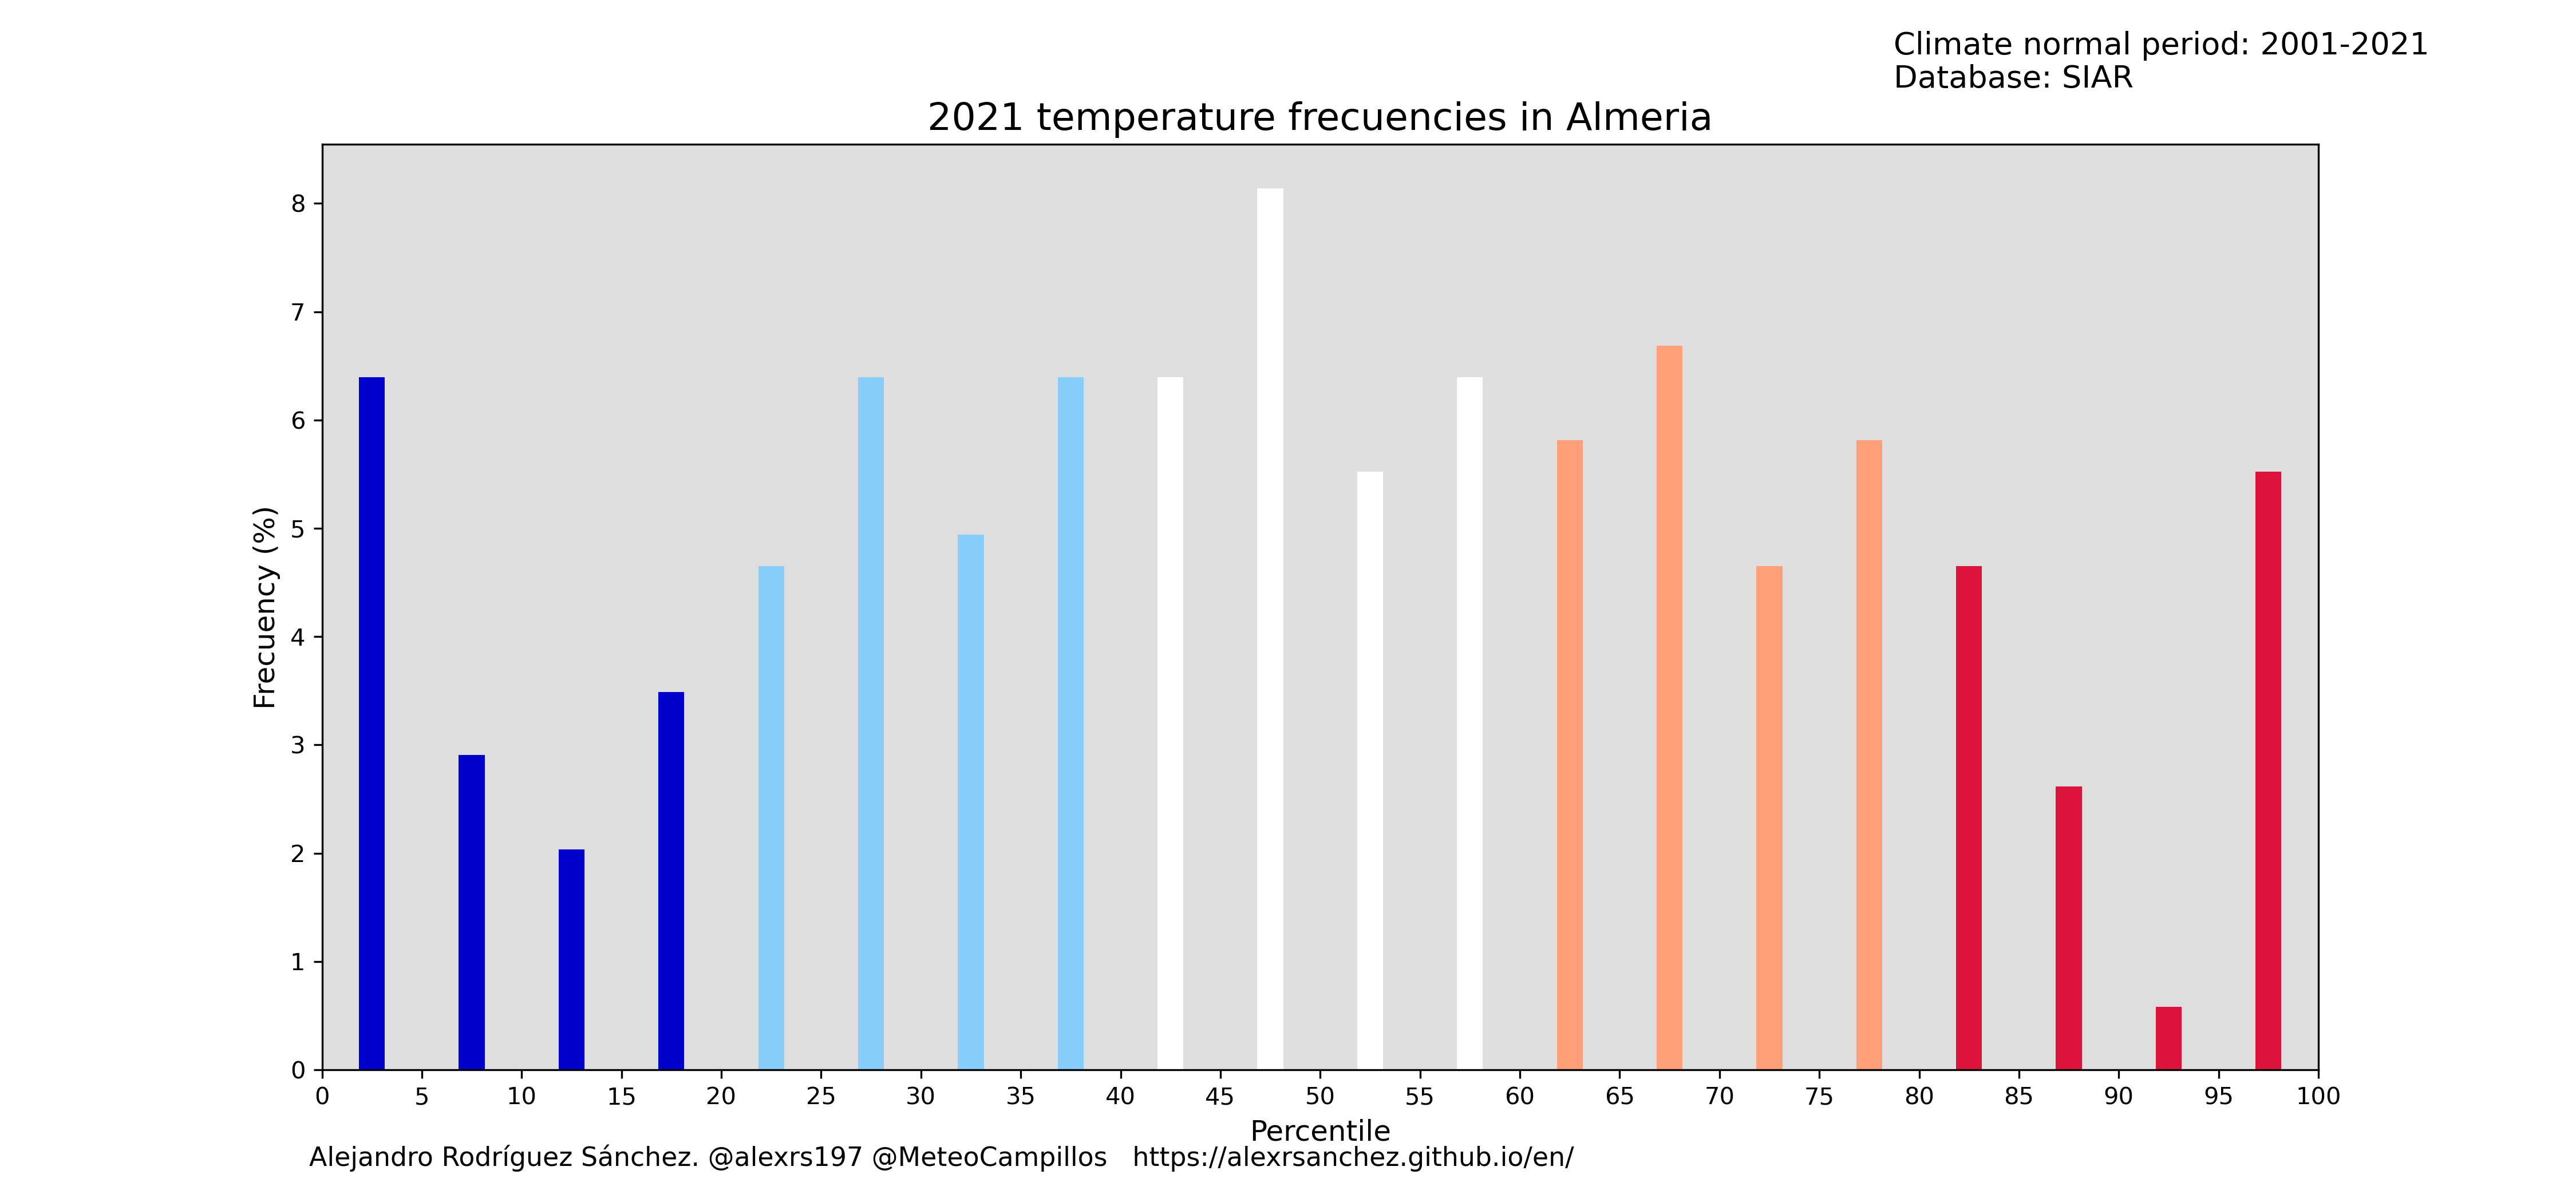 Climate normal period: 2001-2021
Database: SIAR
2021 temperature frecuencies in Almeria
8
7
6
5
4
3
2
1
0
Frecuency (%)
0 5 10 15 20 25 30 35 40 45 50 55 60 65 70 75 80 85 90 95 100
Percentile
Alejandro Rodríguez Sánchez. @alexrs197 @MeteoCampillos https://alexrsanchez.github.io/en/